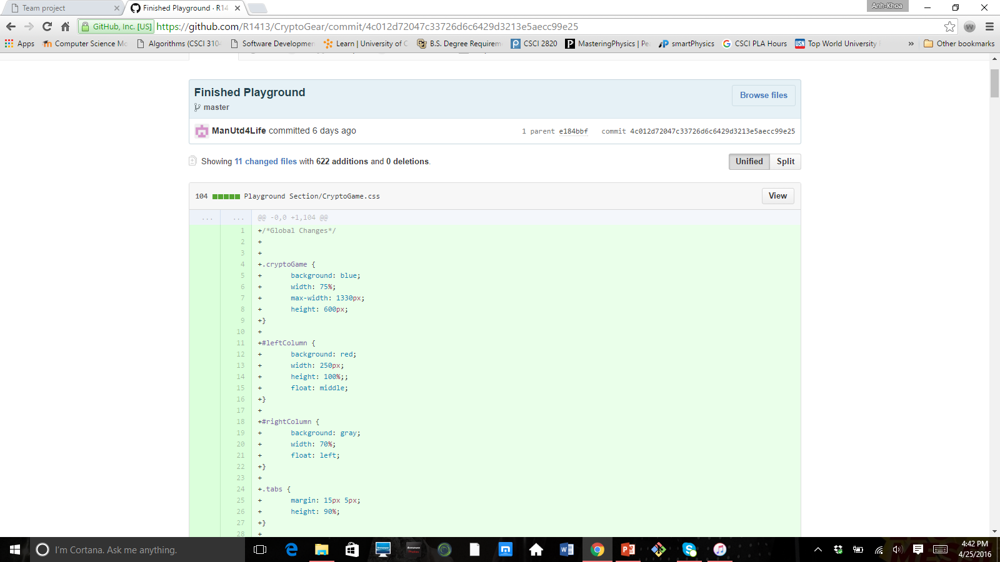 Team project
Finished Playground · R14
Anh-Khoa
GitHub, Inc. [US] https://github.com/R1413/CryptoGear/commit/4c012d72047c33726d6c6429d3213e5aecc99e25
Apps Computer Science Mc Algorithms (CSCI 3104 Software Developmen Learn | University of C B.S. Degree Requirem CSCI 2820 MasteringPhysics | Pe smartPhysics CSCI PLA Hours Top World University » Other bookmarks
Finished Playground
Browse files
master
ManUtd4Life committed 6 days ago
1 parent e184bbf commit 4c012d72047c33726d6c6429d3213e5aecc99e25
Showing 11 changed files with 622 additions and 0 deletions.
Unified Split
104 Playground Section/CryptoGame.css
View
... ... @@ -0,0 +1,104 @@
1 +/*Global Changes*/
2 +
3 +
4 +.cryptoGame {
5 + background: blue;
6 + width: 75%;
7 + max-width: 1330px;
8 + height: 600px;
9 +}
10 +
11 +#leftColumn {
12 + background: red;
13 + width: 250px;
14 + height: 100%;;
15 + float: middle;
16 +}
17 +
18 +#rightColumn {
19 + background: gray;
20 + width: 70%;
21 + float: left;
22 +}
23 +
24 +.tabs {
25 + margin: 15px 5px;
26 + height: 90%;
27 +}
28 +
I'm Cortana. Ask me anything.
4:42 PM
4/25/2016